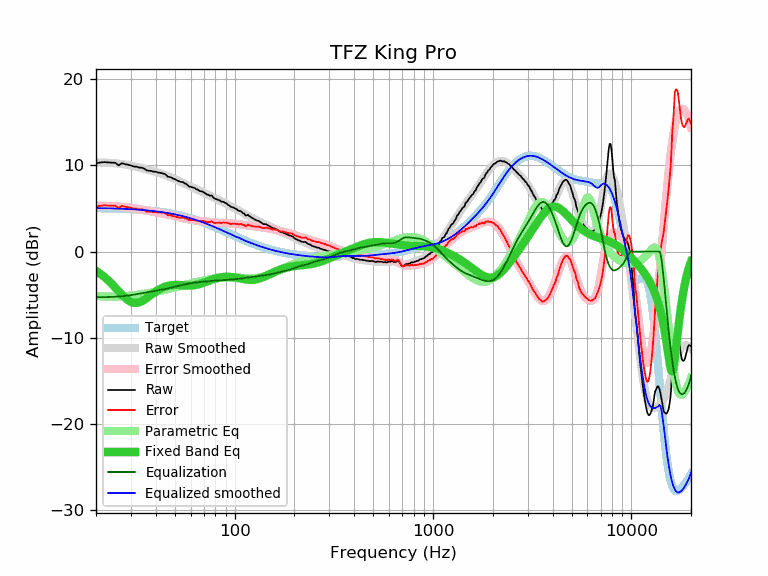 TFZ King Pro
20
10
0
−10
−20
−30
Amplitude (dBr)
Target
Raw Smoothed
Error Smoothed
Raw
Error
Parametric Eq
Fixed Band Eq
Equalization
Equalized smoothed
100
1000
10000
Frequency (Hz)